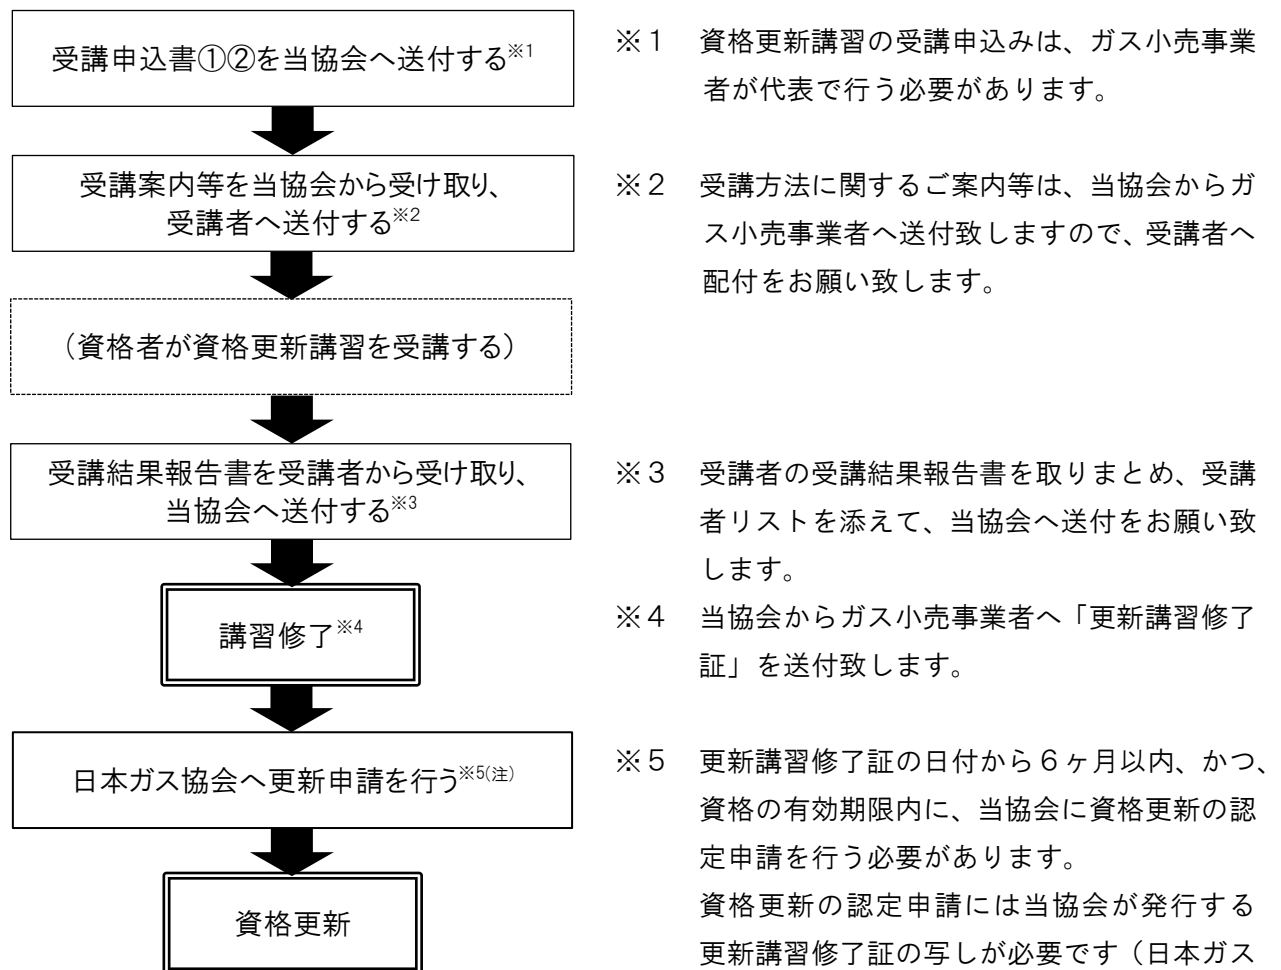 受講申込書①②を当協会へ送付する※1
※１ 資格更新講習の受講申込みは、ガス小売事業
者が代表で行う必要があります。
受講案内等を当協会から受け取り、
受講者へ送付する※2
※２ 受講方法に関するご案内等は、当協会からガ
ス小売事業者へ送付致しますので、受講者へ
配付をお願い致します。
（資格者が資格更新講習を受講する）
受講結果報告書を受講者から受け取り、
当協会へ送付する※3
※３ 受講者の受講結果報告書を取りまとめ、受講
者リストを添えて、当協会へ送付をお願い致
します。
講習修了※4
※４ 当協会からガス小売事業者へ「更新講習修了
証」を送付致します。
日本ガス協会へ更新申請を行う※5(注)
※５ 更新講習修了証の日付から６ヶ月以内、かつ、
資格の有効期限内に、当協会に資格更新の認
定申請を行う必要があります。
資格更新の認定申請には当協会が発行する
更新講習修了証の写しが必要です（日本ガス
資格更新